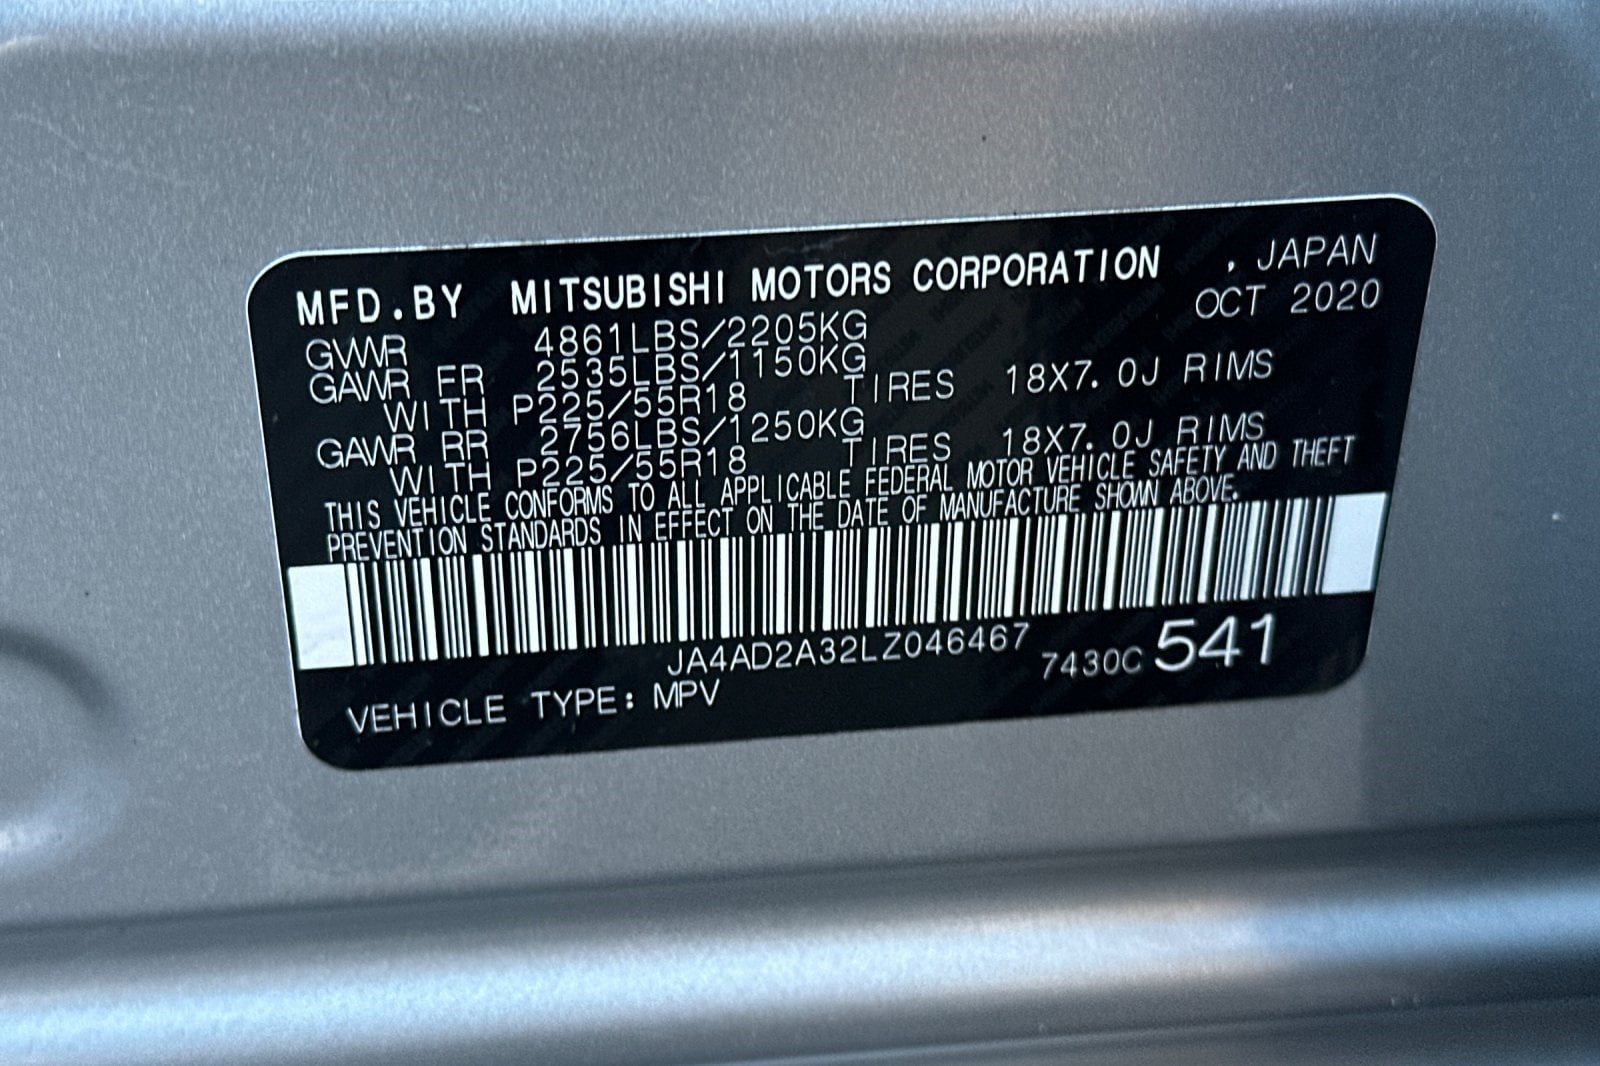 MFD.BY MITSUBISHI MOTORS CORPORATION , JAPAN
OCT 2020
GVWR 4861LBS/2205KG
GAWR FR 2535LBS/1150KG
WITH P225/55R18 TIRES 18X7.0J RIMS
GAWR RR 2756LBS/1250KG
WITH P225/55R18 TIRES 18X7.0J RIMS
THIS VEHICLE CONFORMS TO ALL APPLICABLE FEDERAL MOTOR VEHICLE SAFETY AND THEFT
PREVENTION STANDARDS IN EFFECT ON THE DATE OF MANUFACTURE SHOWN ABOVE.
JA4AD2A32LZ046467 7430C 541
VEHICLE TYPE: MPV